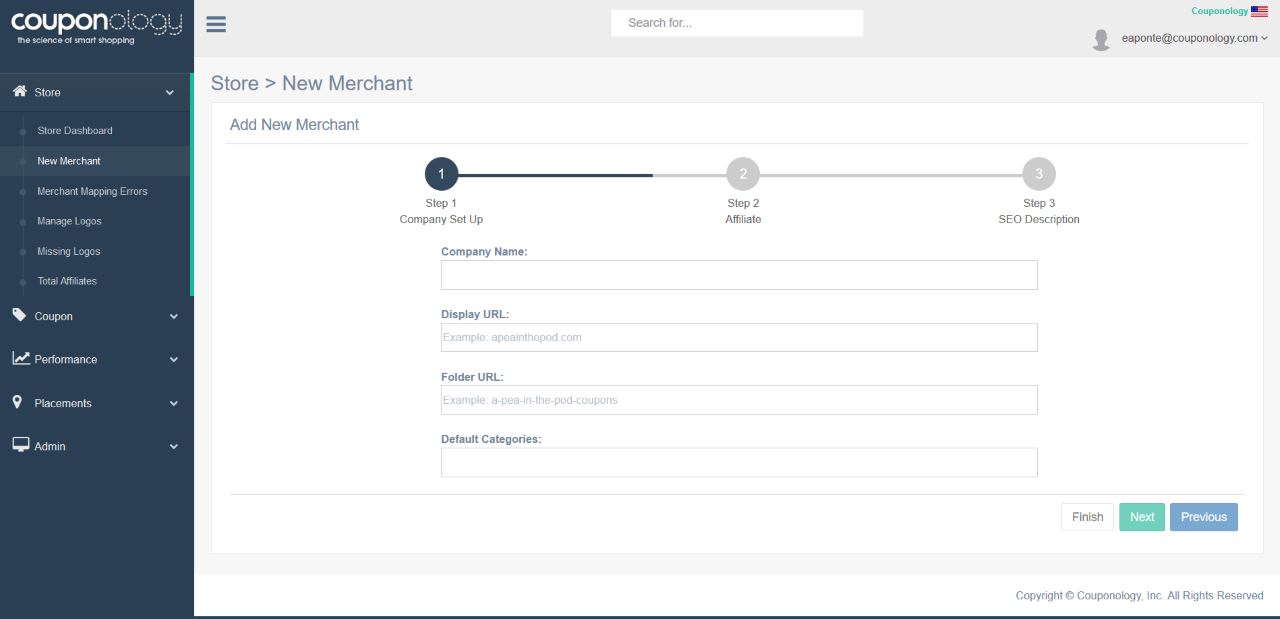 couponology
the science of smart shopping
Search for...
Couponology
eaponte@couponology.com
Store
Store Dashboard
New Merchant
Merchant Mapping Errors
Manage Logos
Missing Logos
Total Affiliates
Coupon
Performance
Placements
Admin
Store > New Merchant
Add New Merchant
1
2
3
Step 1
Step 2
Step 3
Company Set Up
Affiliate
SEO Description
Company Name:
Display URL:
Example: apeainthepod.com
Folder URL:
Example: a-pea-in-the-pod-coupons
Default Categories:
Finish
Next
Previous
Copyright © Couponology, Inc. All Rights Reserved